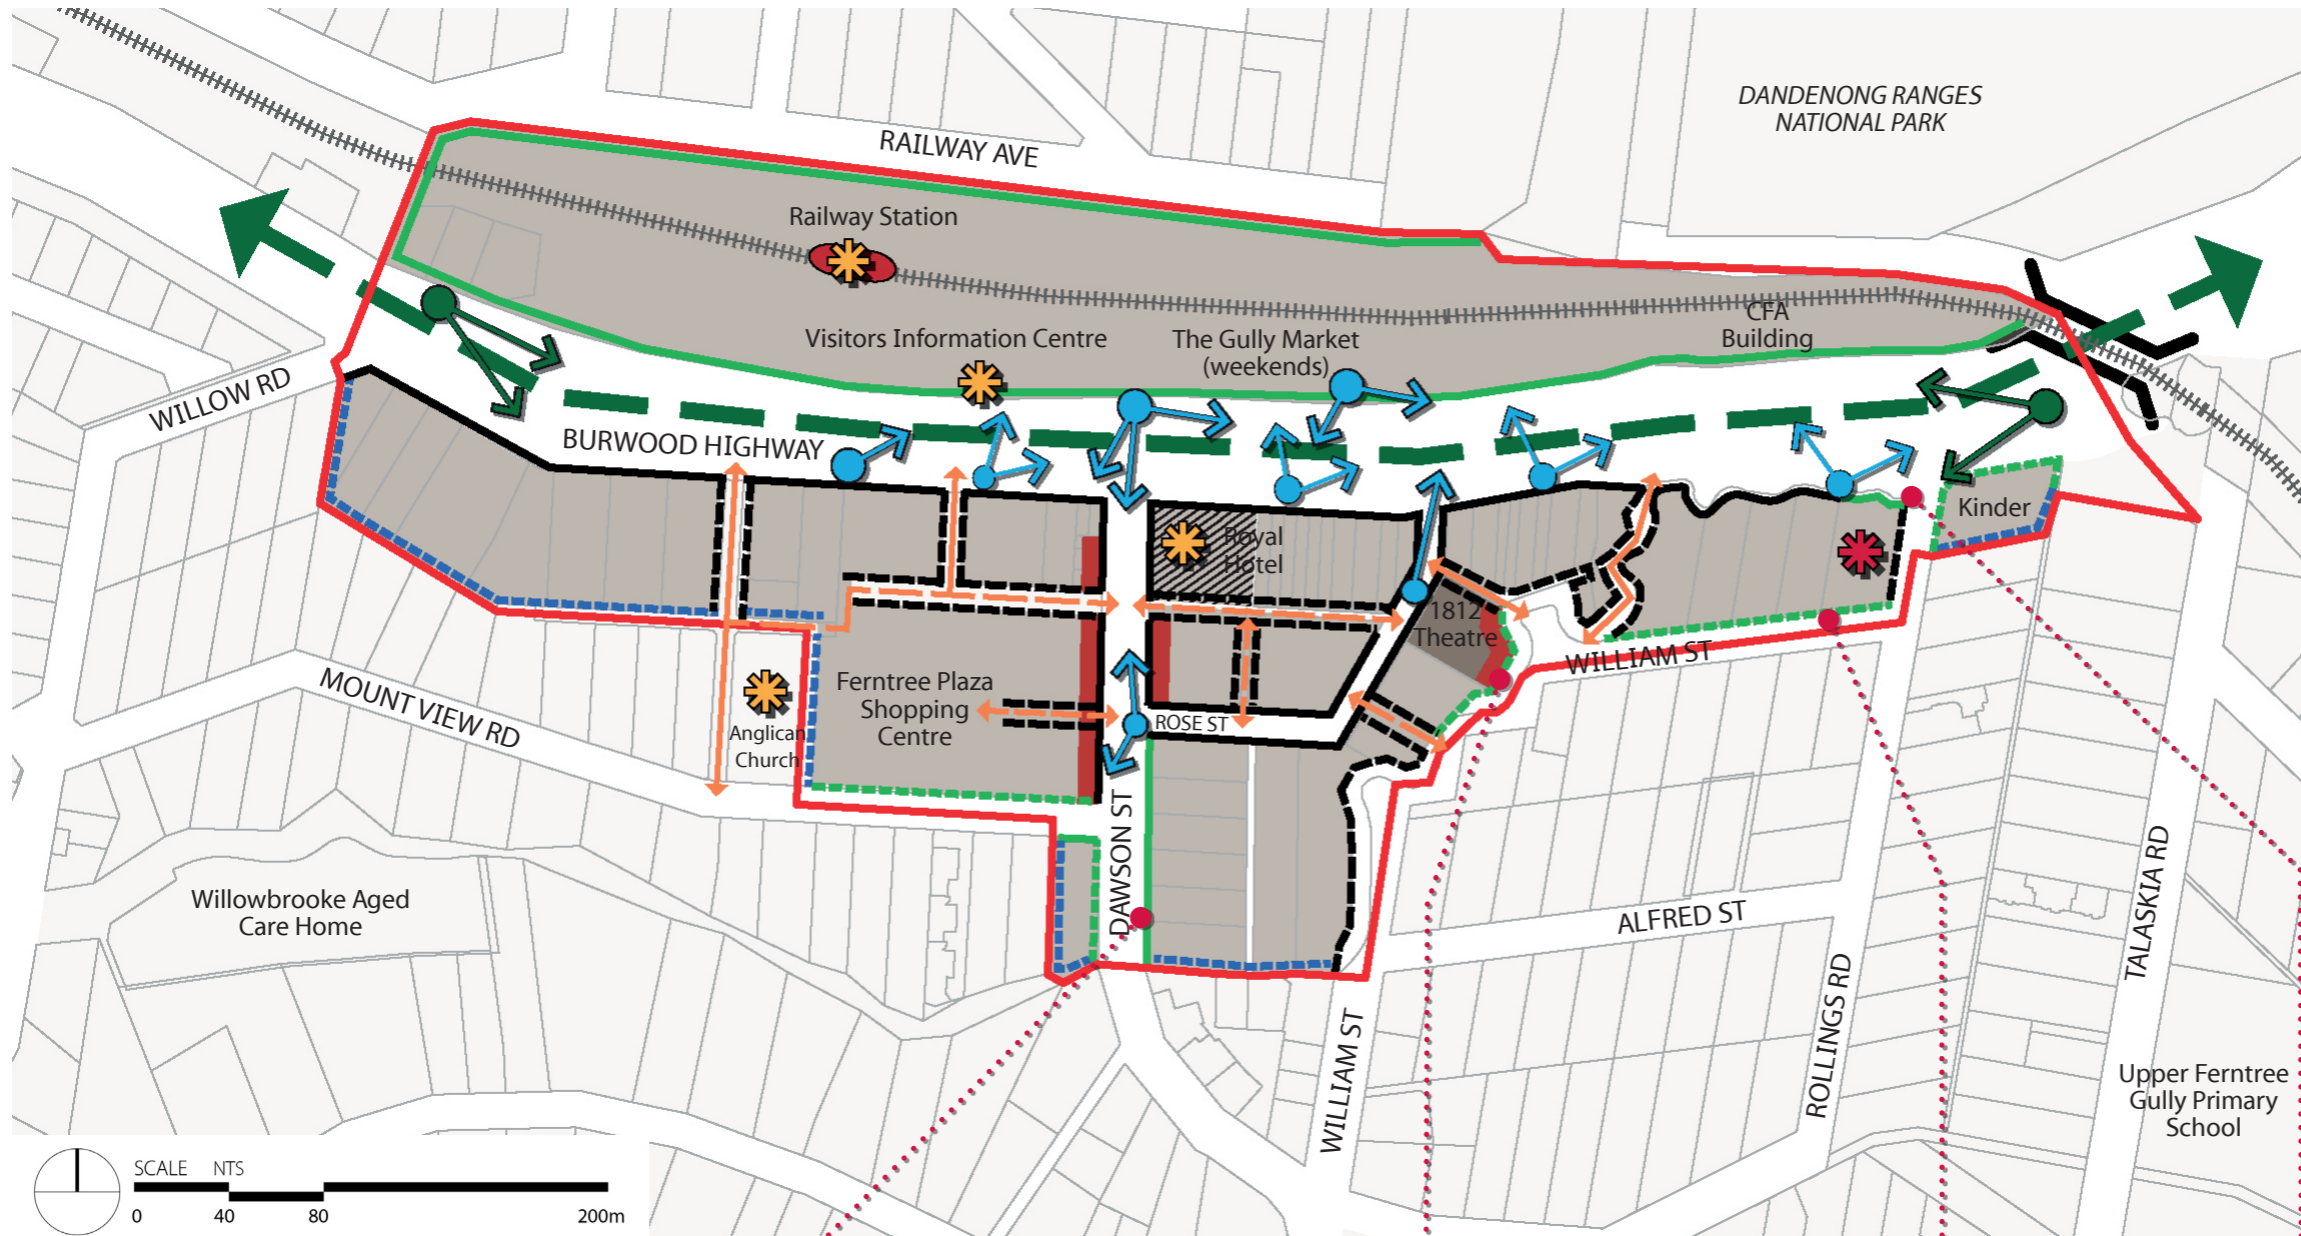 DANDENONG RANGES
NATIONAL PARK
RAILWAY AVE
Railway Station
Visitors Information Centre
The Gully Market
(weekends)
CFA
Building
WILLOW RD
BURWOOD HIGHWAY
Kinder
Royal
Hotel
1812
Theatre
WILLIAM ST
MOUNT VIEW RD
Ferntree Plaza
Shopping
Centre
ROSE ST
Anglican
Church
DAWSON ST
Willowbrooke Aged
Care Home
ALFRED ST
TALASKIA RD
ROLLINGS RD
WILLIAM ST
Upper Ferntree
Gully Primary
School
SCALE NTS
0 40 80 200m